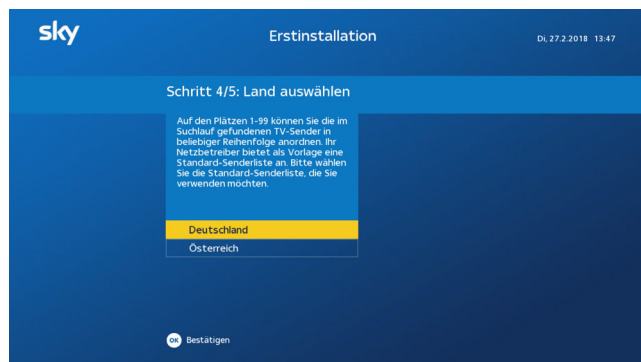 sky
Erstinstallation
Di, 27.2.2018 13:47
Schritt 4/5: Land auswählen
Auf den Plätzen 1-99 können Sie die im
Suchlauf gefundenen TV-Sender in
beliebiger Reihenfolge anordnen. Ihr
Netzbetreiber bietet als Vorlage eine
Standard-Senderliste an. Bitte wählen
Sie die Standard-Senderliste, die Sie
verwenden möchten.
Deutschland
Österreich
OK Bestätigen